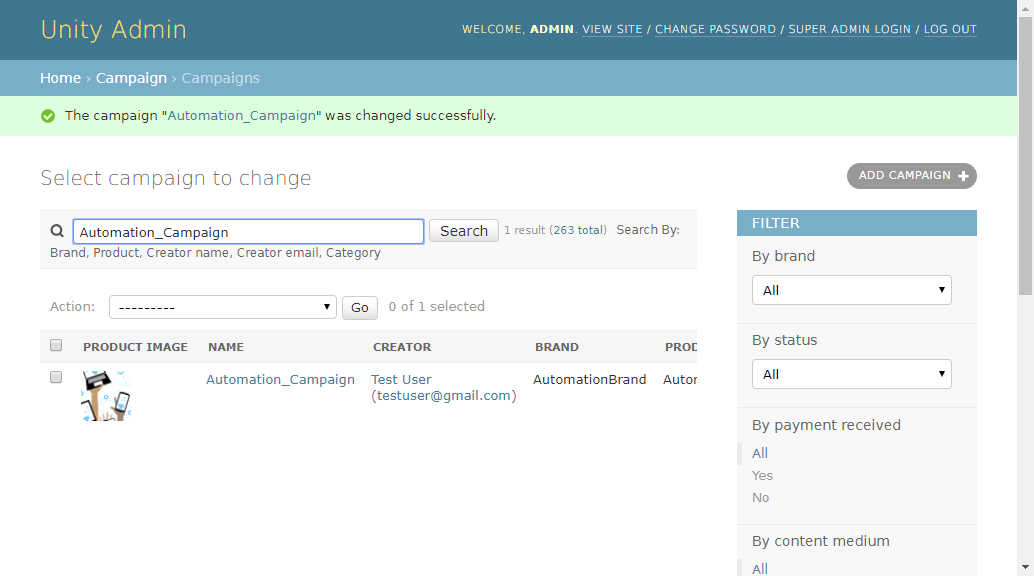 Unity Admin
WELCOME, ADMIN. VIEW SITE / CHANGE PASSWORD / SUPER ADMIN LOGIN / LOG OUT
Home › Campaign › Campaigns
The campaign "Automation_Campaign" was changed successfully.
Select campaign to change
ADD CAMPAIGN +
Automation_Campaign Search 1 result (263 total) Search By:
Brand, Product, Creator name, Creator email, Category
Action: --------- Go 0 of 1 selected
PRODUCT IMAGE NAME CREATOR BRAND PROD
Automation_Campaign Test User AutomationBrand Autor
(testuser@gmail.com)
FILTER
By brand
All
By status
All
By payment received
All
Yes
No
By content medium
All